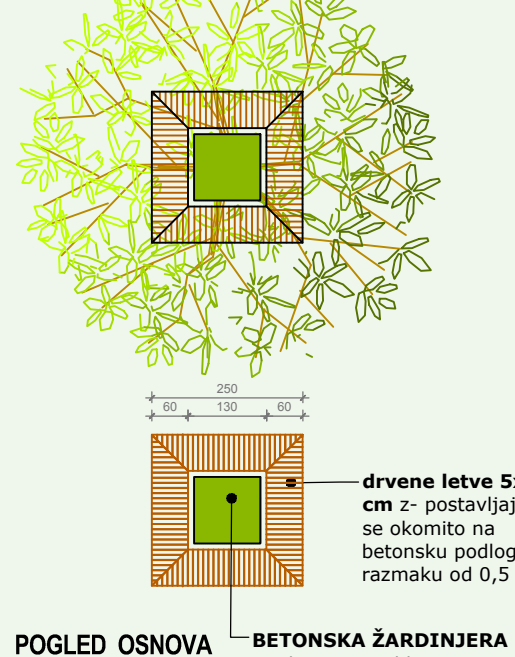 250
60 130 60
drvene letve
cm z- postavljaj
se okomito na
betonsku podlog
razmaku od 0,5
POGLED OSNOVA
BETONSKA ŽARDINJERA